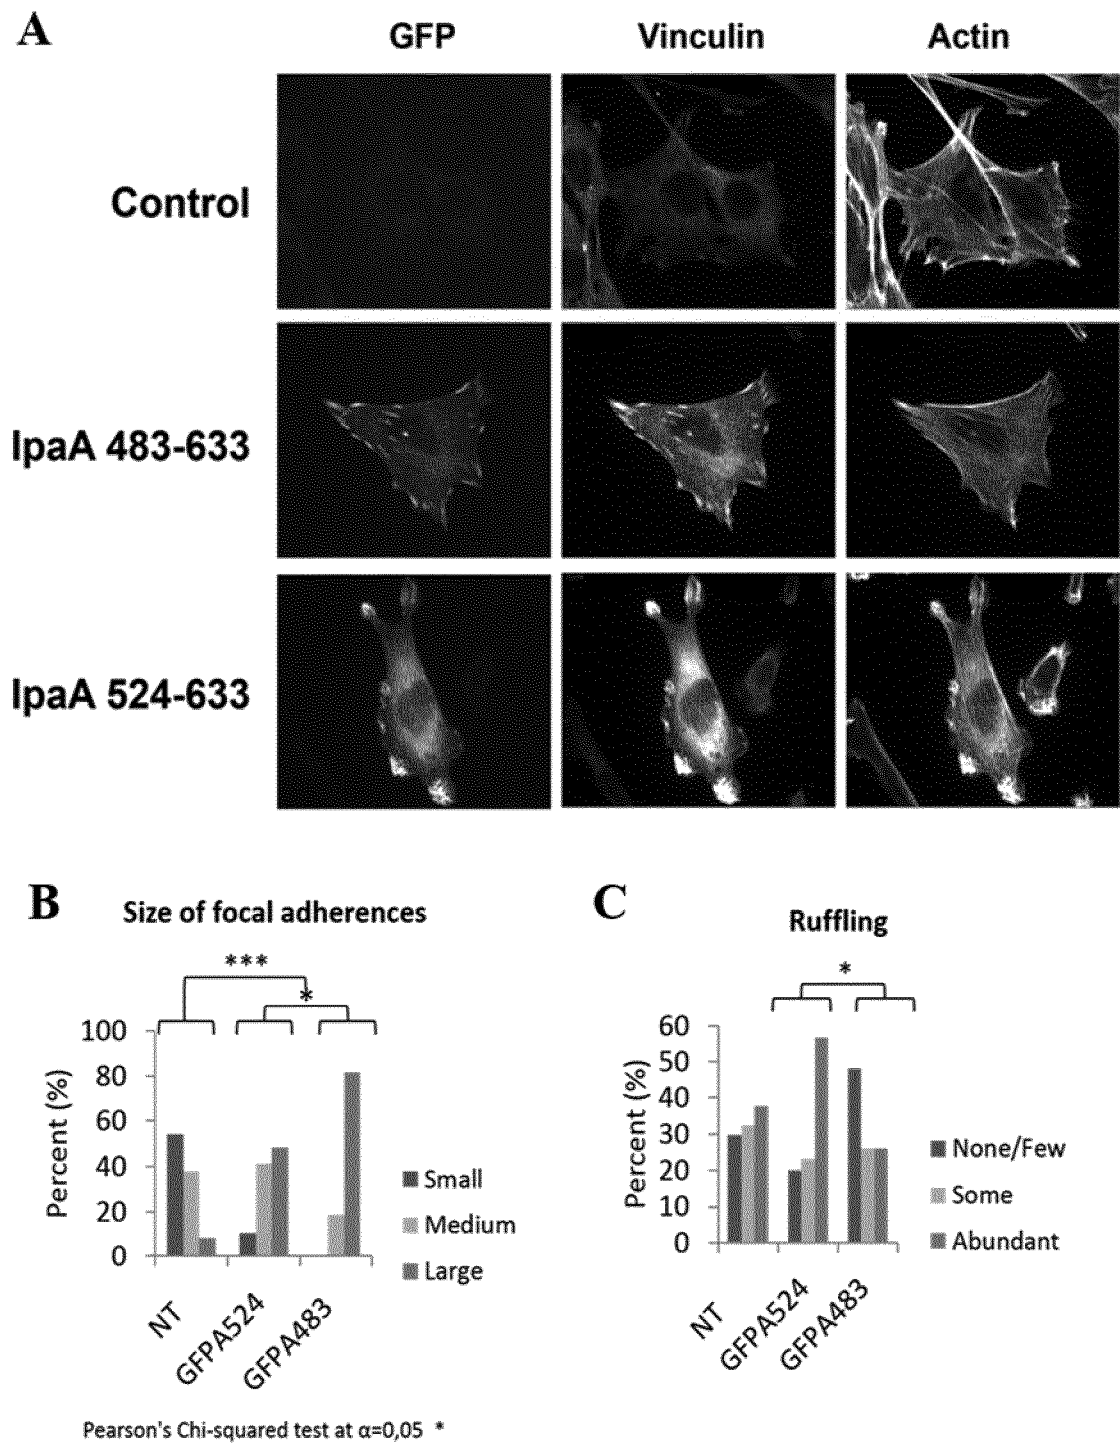 A
GFP Vinculin Actin
Control
IpaA 483-633
IpaA 524-633
B
Size of focal adherences
***
*
100
80
60
40
20
0
Percent (%)
NT
GFPA524
GFPA483
Small
Medium
Large
Pearson's Chi-squared test at α=0,05 *
C
Ruffling
*
60
50
40
30
20
10
0
Percent (%)
NT
GFPA524
GFPA483
None/Few
Some
Abundant